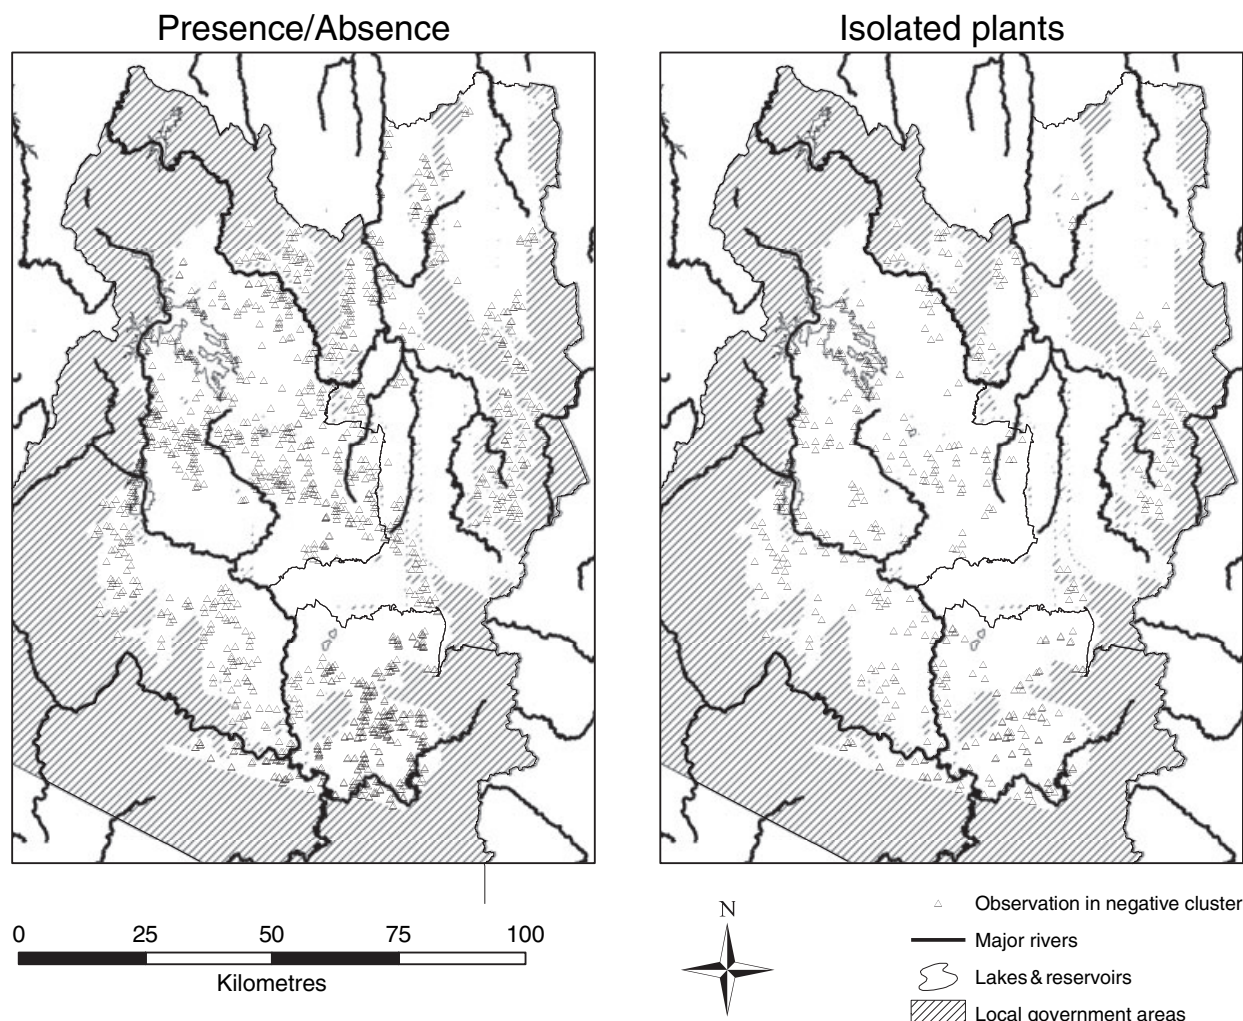 Presence/Absence
Isolated plants
0 25 50 75 100
Kilometres
N
Observation in negative cluster
Major rivers
Lakes & reservoirs
Local government areas